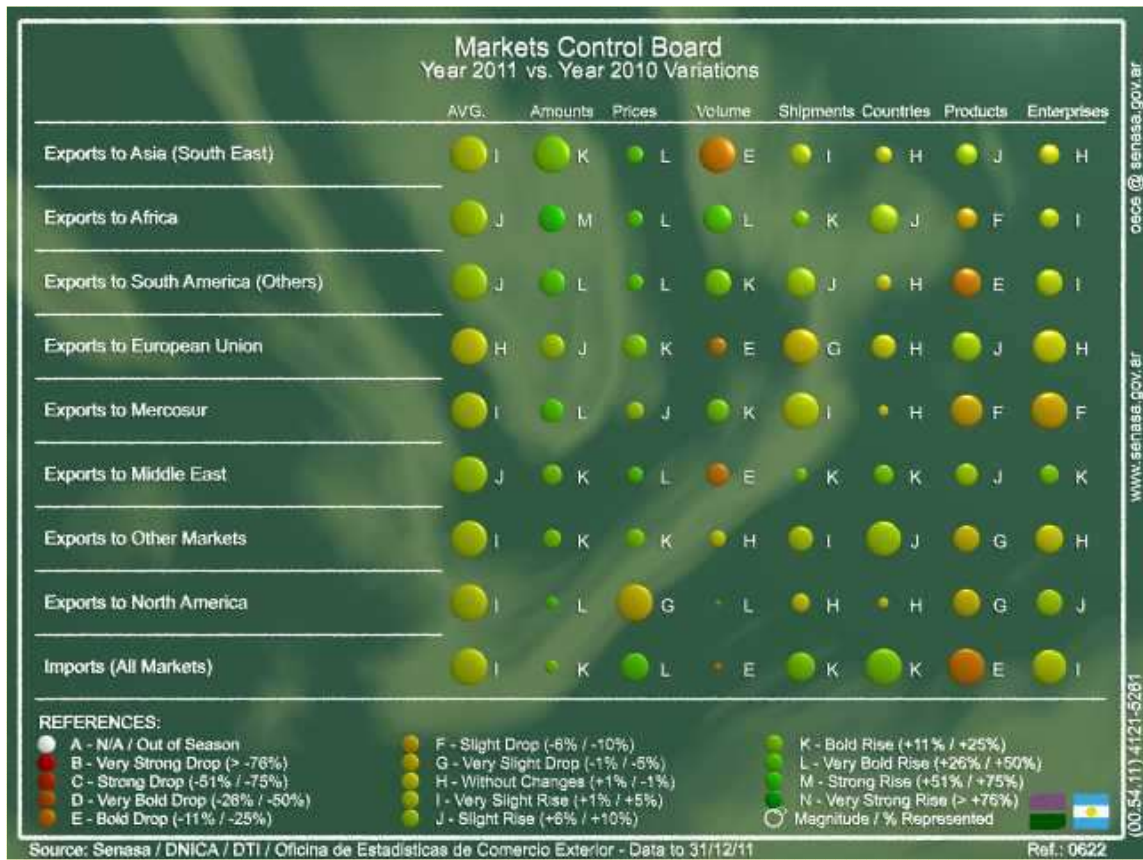 Markets Control Board
Year 2011 vs. Year 2010 Variations
AVG. Amounts Prices Volume Shipments Countries Products Enterprises
Exports to Asia (South East) I K L E I H J H
Exports to Africa J M L L K J F I
Exports to South America (Others) J L L K J H E I
Exports to European Union H J K E G H J H
Exports to Mercosur I L J K I H F F
Exports to Middle East J K L E K K J K
Exports to Other Markets I K K H I J G H
Exports to North America I L G L H H G J
Imports (All Markets) I K L E K K E I
REFERENCES:
A - N/A / Out of Season
B - Very Strong Drop (> -76%)
C - Strong Drop (-51% / -75%)
D - Very Bold Drop (-26% / -50%)
E - Bold Drop (-11% / -25%)
F - Slight Drop (-6% / -10%)
G - Very Slight Drop (-1% / -5%)
H - Without Changes (+1% / -1%)
I - Very Slight Rise (+1% / +5%)
J - Slight Rise (+6% / +10%)
K - Bold Rise (+11% / +25%)
L - Very Bold Rise (+26% / +50%)
M - Strong Rise (+51% / +75%)
N - Very Strong Rise (> +76%)
Magnitude / % Represented
Source: Senasa / DNICA / DTI / Oficina de Estadísticas de Comercio Exterior - Data to 31/12/11 Ref.: 0622
(00.54.11) 4121-5281 www.senasa.gov.ar oece @ senasa.gov.ar